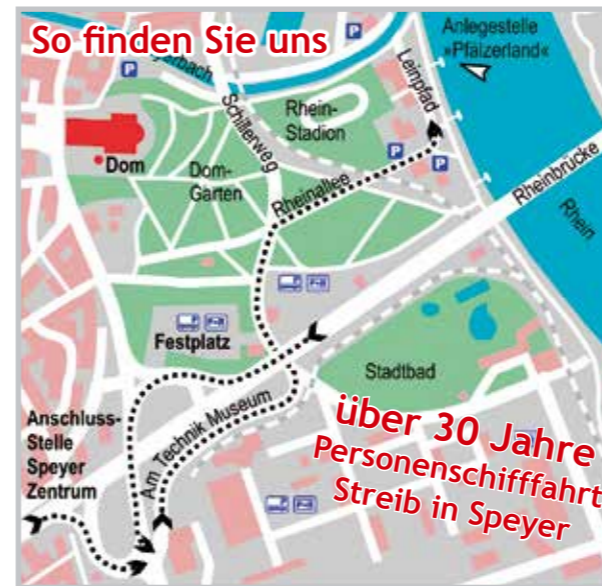 So finden Sie uns
Anlegestelle
»Pfälzerland«
P
P
Leinpfad
Schillerweg
Rhein-
Stadion
Dom
Dom-
Garten
P
P
Rheinallee
Rheinbrücke
Rhein
P+R
P+R
Festplatz
Stadtbad
Anschluss-
Stelle
Speyer
Zentrum
Am Technik Museum
P+R
über 30 Jahre
Personenschifffahrt
Streib in Speyer